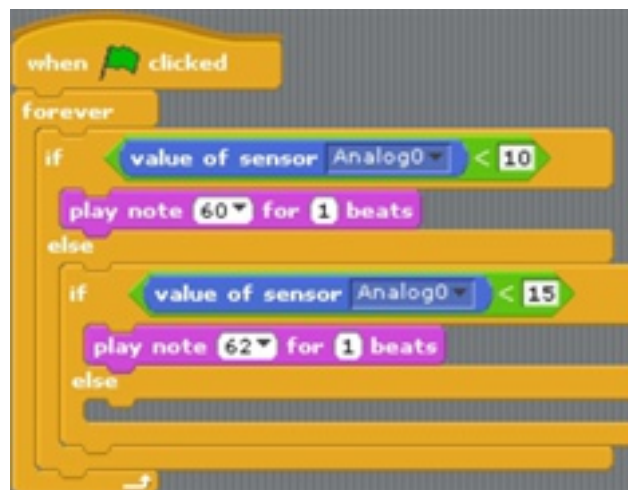 when clicked
forever
if value of sensor Analog0 < 10
play note 60 for 1 beats
else
if value of sensor Analog0 < 15
play note 62 for 1 beats
else